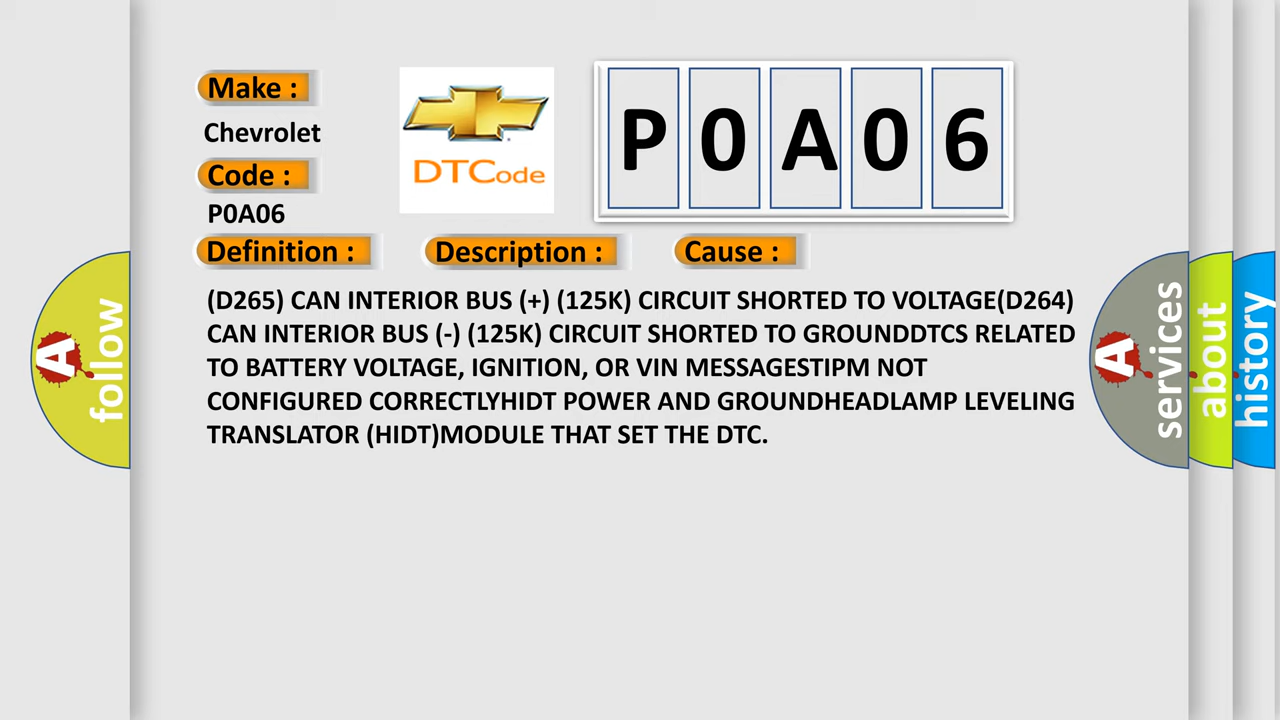 Make :
Chevrolet
Code :
P0A06
DTCode
P0A06
Definition :
Description :
Cause :
(D265) CAN INTERIOR BUS (+) (125K) CIRCUIT SHORTED TO VOLTAGE(D264)
CAN INTERIOR BUS (-) (125K) CIRCUIT SHORTED TO GROUNDDTCS RELATED
TO BATTERY VOLTAGE, IGNITION, OR VIN MESSAGESTIPM NOT
CONFIGURED CORRECTLYHIDT POWER AND GROUNDHEADLAMP LEVELING
TRANSLATOR (HIDT)MODULE THAT SET THE DTC.
A
follow
A
services
about
history